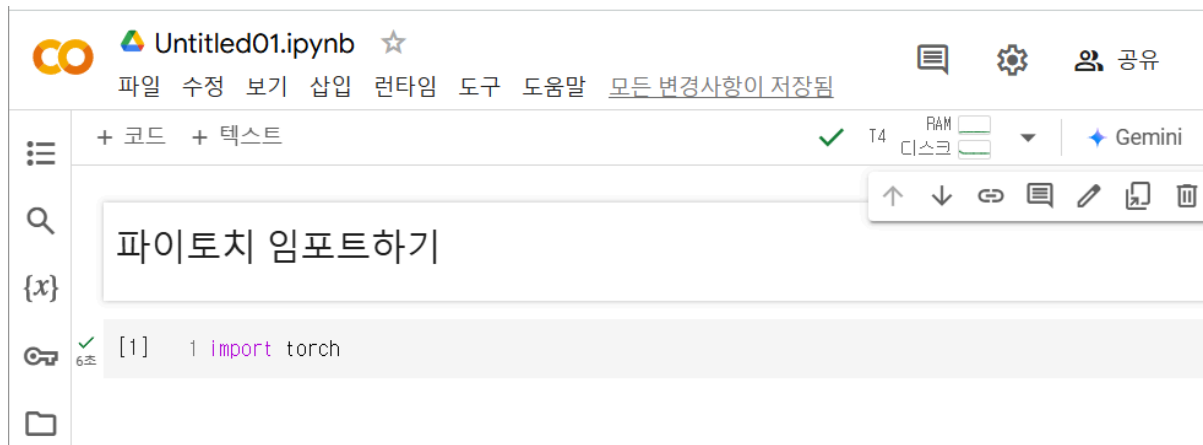 Untitled01.ipynb
파일 수정 보기 삽입 런타임 도구 도움말 모든 변경사항이 저장됨
공유
+ 코드 + 텍스트
T4 RAM 디스크
Gemini
파이토치 임포트하기
{x}
6초 [1] 1 import torch